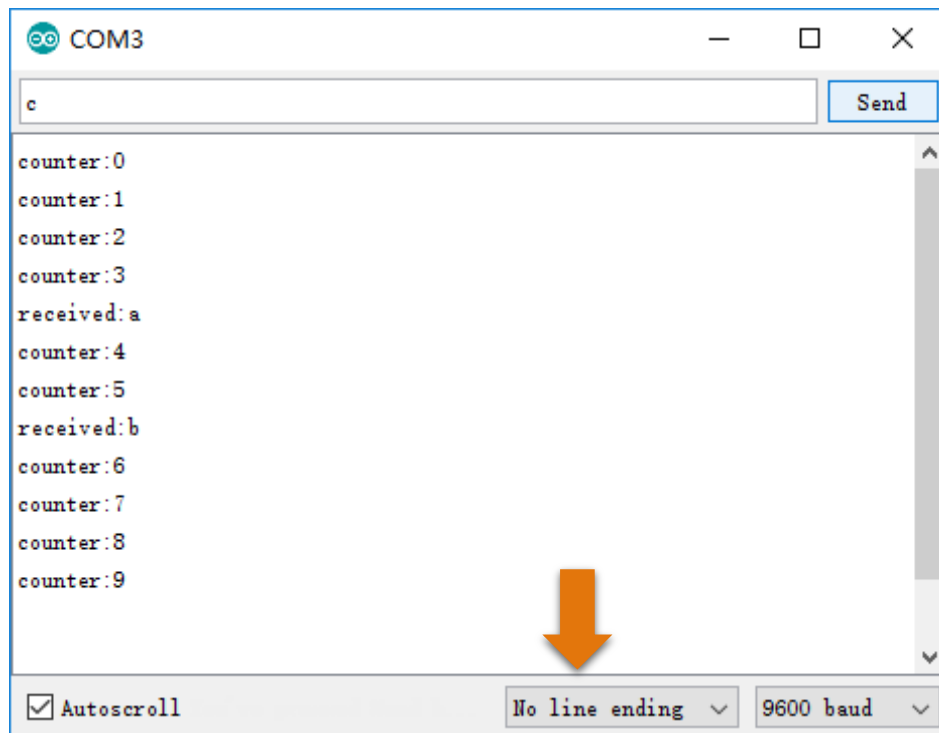 COM3
c
Send
counter:0
counter:1
counter:2
counter:3
received:a
counter:4
counter:5
received:b
counter:6
counter:7
counter:8
counter:9
Autoscroll
No line ending
9600 baud